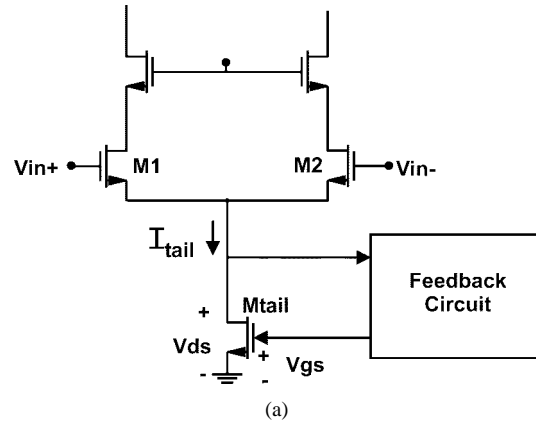 Vin+
M1
M2
Vin-
Itail
Feedback
Circuit
+
Mtail
Vds
+
Vgs
-
-
(a)